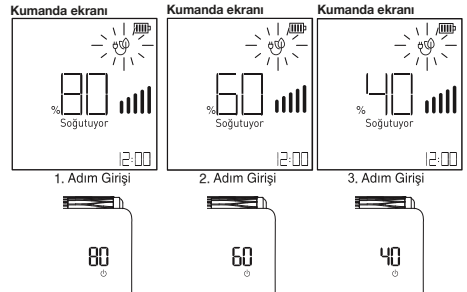 Kumanda ekranı
Kumanda ekranı
Kumanda ekranı
%80
%60
%40
Soğutuyor
Soğutuyor
Soğutuyor
12:00
12:00
12:00
1. Adım Girişi
2. Adım Girişi
3. Adım Girişi
80
60
40